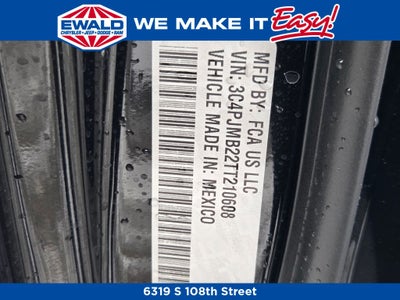 EWALD
CHRYSLER • JEEP • DODGE • RAM
WE MAKE IT Easy!
MFD BY: FCA US LLC
VIN: 3C4PJMB22TT210608
VEHICLE MADE IN: MEXICO
6319 S 108th Street